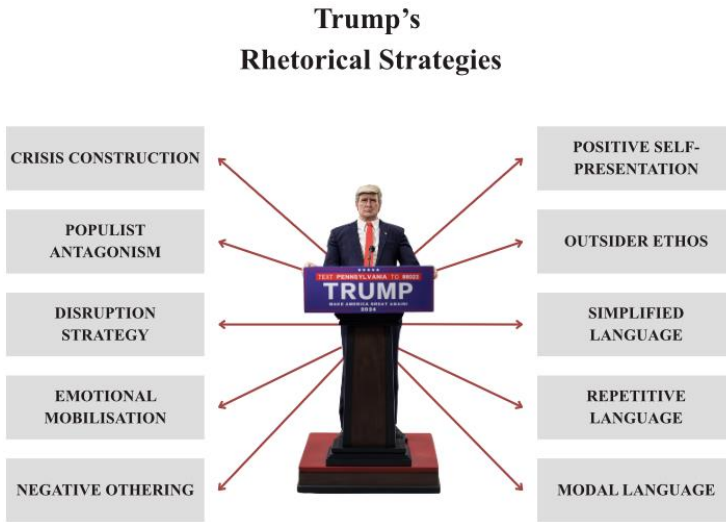 Trump's
Rhetorical Strategies
CRISIS CONSTRUCTION
POPULIST
ANTAGONISM
DISRUPTION
STRATEGY
EMOTIONAL
MOBILISATION
NEGATIVE OTHERING
TEXT PENNSYLVANIA TO 88022
TRUMP
MAKE AMERICA GREAT AGAIN!
2024
POSITIVE SELF-
PRESENTATION
OUTSIDER ETHOS
SIMPLIFIED
LANGUAGE
REPETITIVE
LANGUAGE
MODAL LANGUAGE